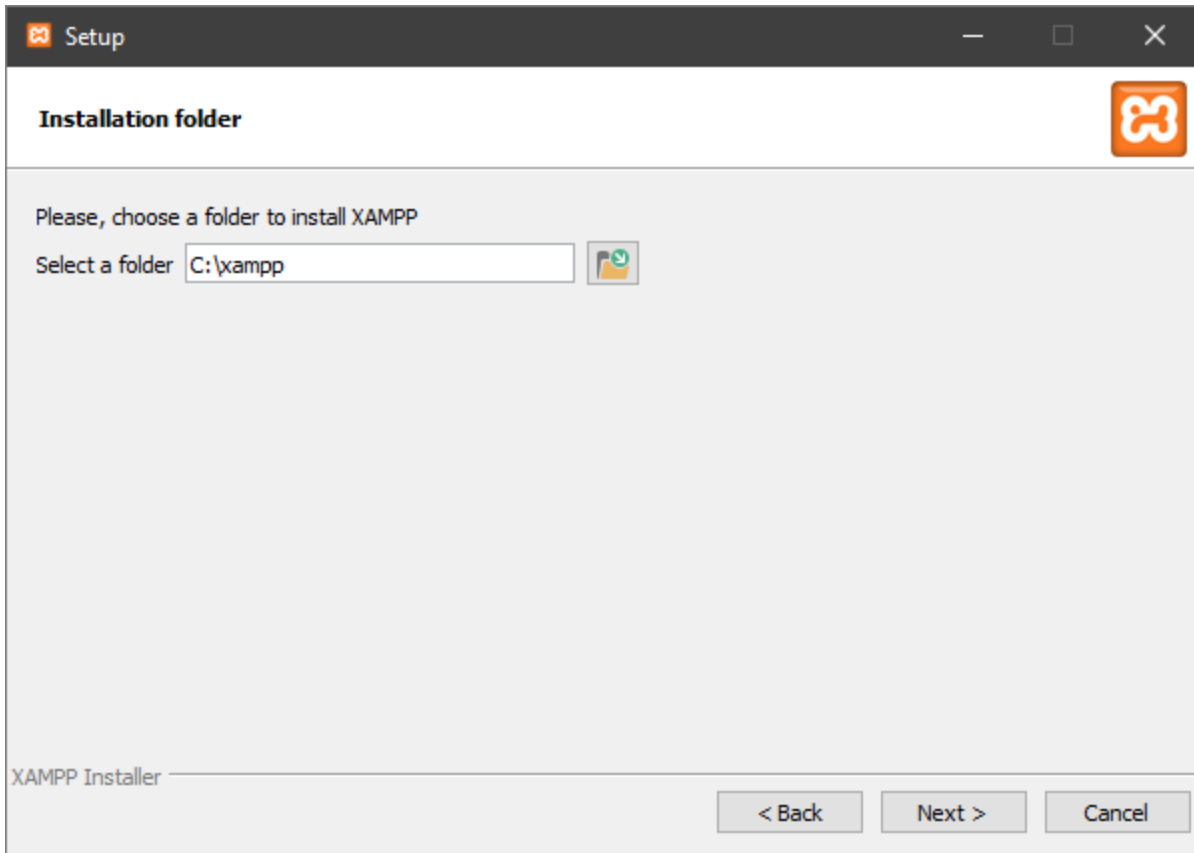 Setup
Installation folder
Please, choose a folder to install XAMPP
Select a folder C:\xampp
XAMPP Installer
< Back Next > Cancel